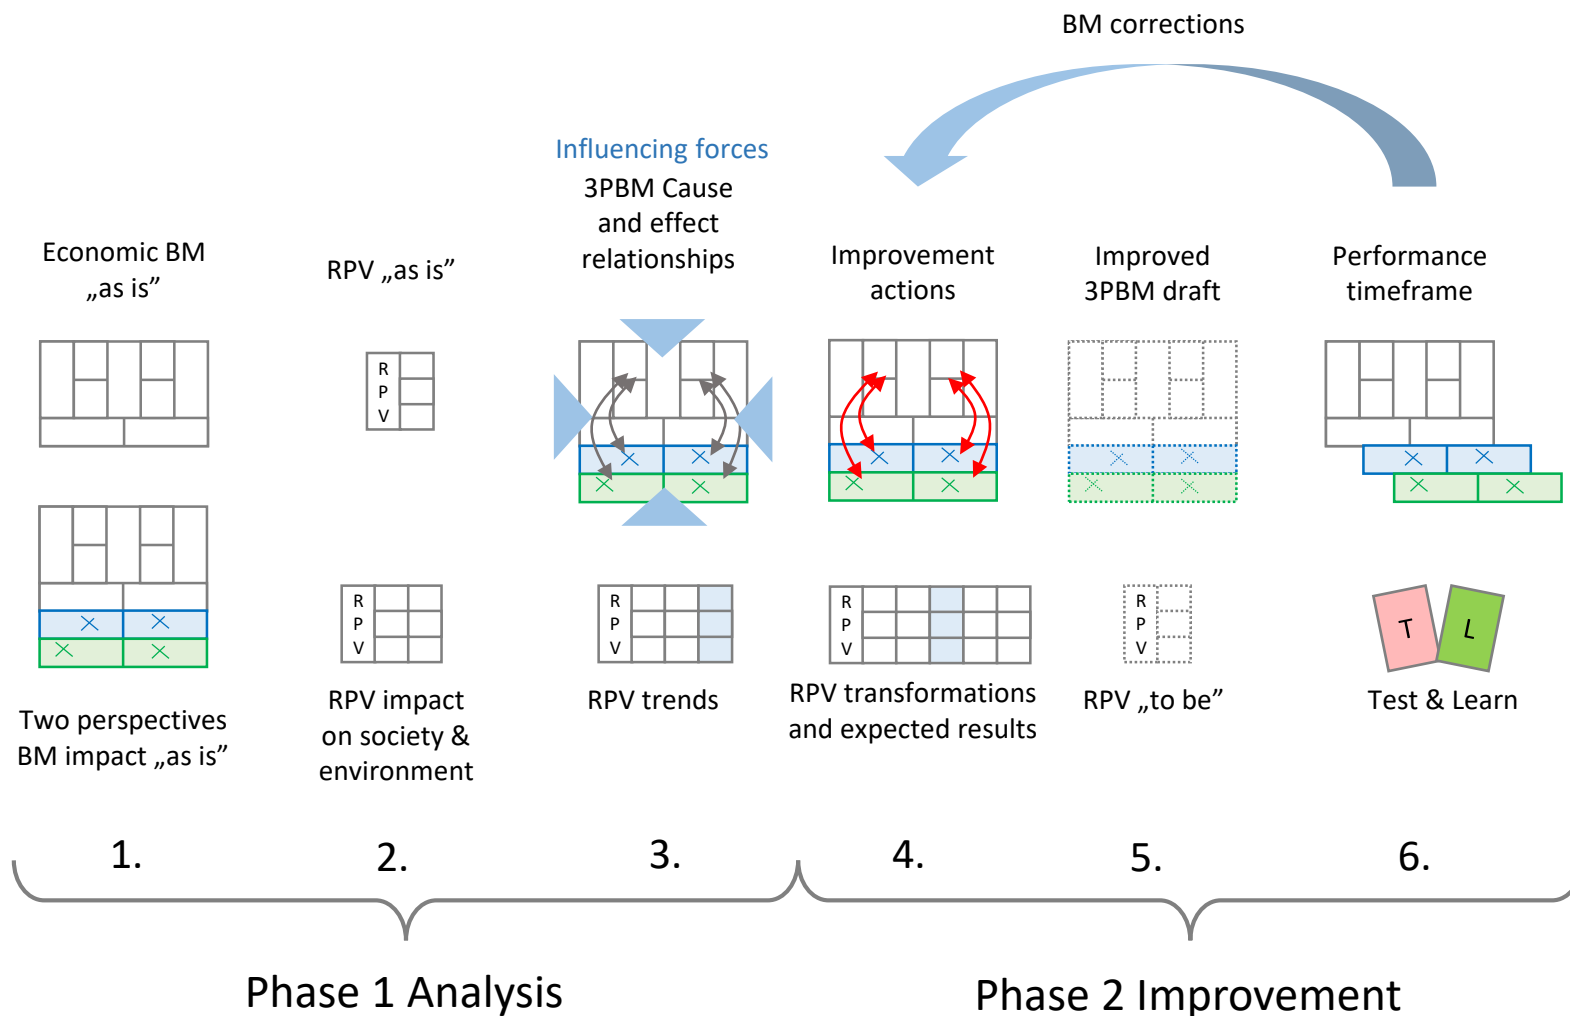 BM corrections
Influencing forces
3PBM Cause
and effect
relationships
Economic BM
„as is”
RPV „as is”
Improvement
actions
Improved
3PBM draft
Performance
timeframe
R
P
V
R
P
V
R
P
V
R
P
V
R
P
V
T
L
Two perspectives
BM impact „as is”
RPV impact
on society &
environment
RPV trends
RPV transformations
and expected results
RPV „to be”
Test & Learn
1.
2.
3.
4.
5.
6.
Phase 1 Analysis
Phase 2 Improvement